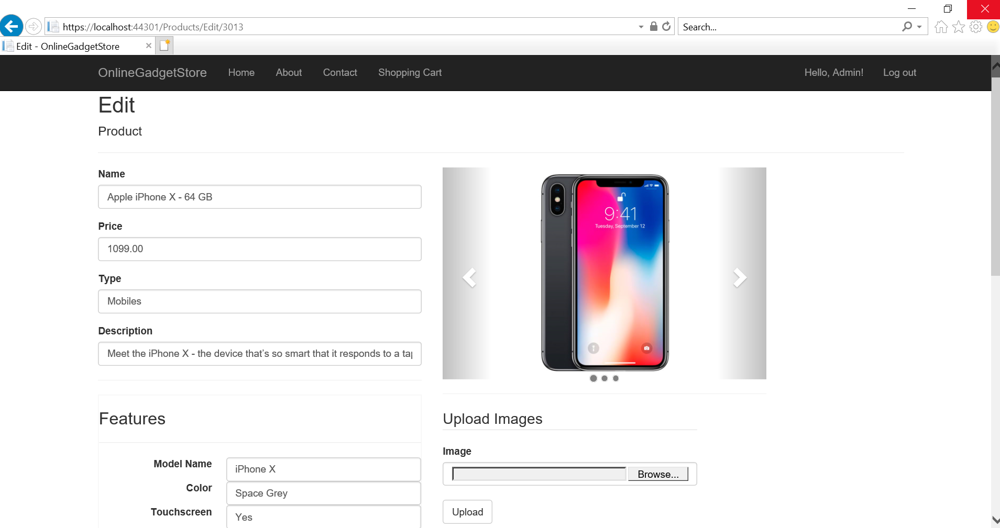 https://localhost:44301/Products/Edit/3013
Search...
Edit - OnlineGadgetStore
OnlineGadgetStore Home About Contact Shopping Cart Hello, Admin! Log out
Edit
Product
Name
Apple iPhone X - 64 GB
Price
1099.00
Type
Mobiles
Description
Meet the iPhone X - the device that’s so smart that it responds to a tap
9:41
Tuesday, September 12
Features
Model Name iPhone X
Color Space Grey
Touchscreen Yes
Upload Images
Image
Browse...
Upload